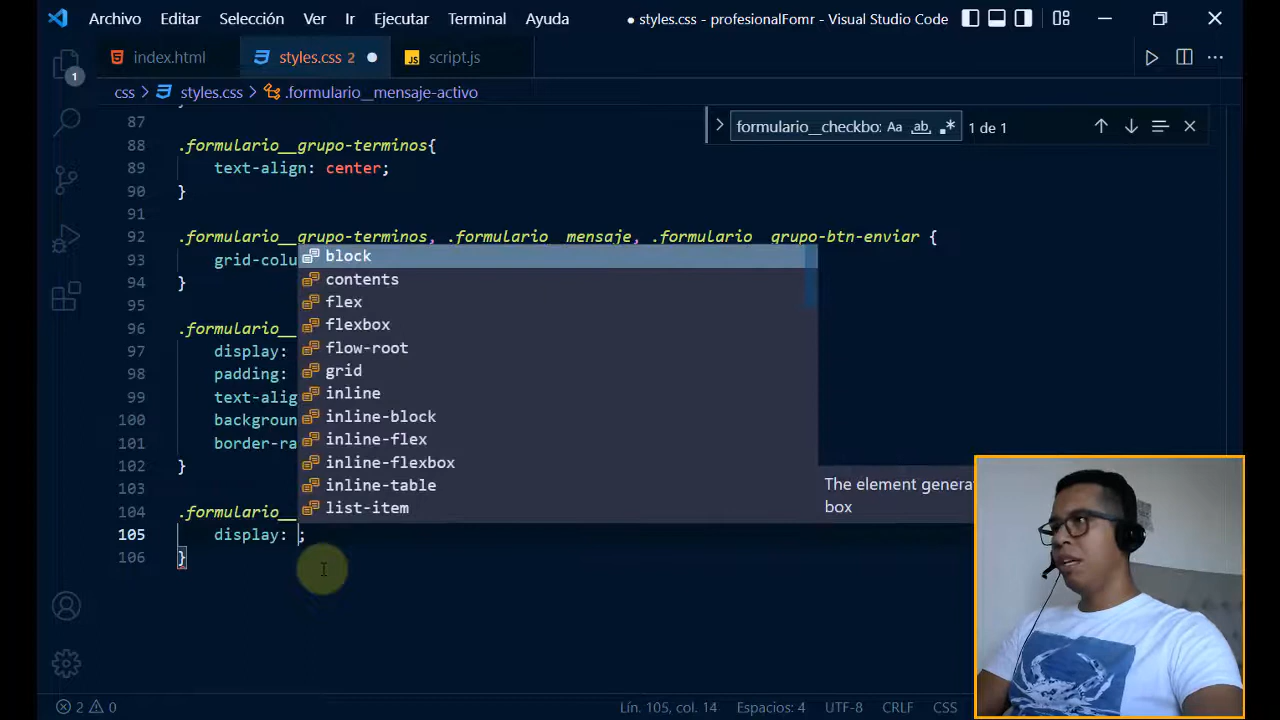 Archivo Editar Selección Ver Ir Ejecutar Terminal Ayuda ● styles.css - profesionalFomr - Visual Studio Code
index.html styles.css 2 JS script.js
css > styles.css > .formulario__mensaje-activo
formulario__checkbo Aa ab .* 1 de 1
1
87
88 .formulario__grupo-terminos{
89 text-align: center;
90 }
91
92 .formulario__grupo-terminos, .formulario__mensaje, .formulario__grupo-btn-enviar {
93 grid-colu
94 }
95
96 .formulario__
97 display:
98 padding:
99 text-alig
100 backgroun
101 border-ra
102 }
103
104 .formulario__
105 display: ;
106 }
block
contents
flex
flexbox
flow-root
grid
inline
inline-block
inline-flex
inline-flexbox
inline-table
list-item
The element genera
box
2 0 Lín. 105, col. 14 Espacios: 4 UTF-8 CRLF CSS